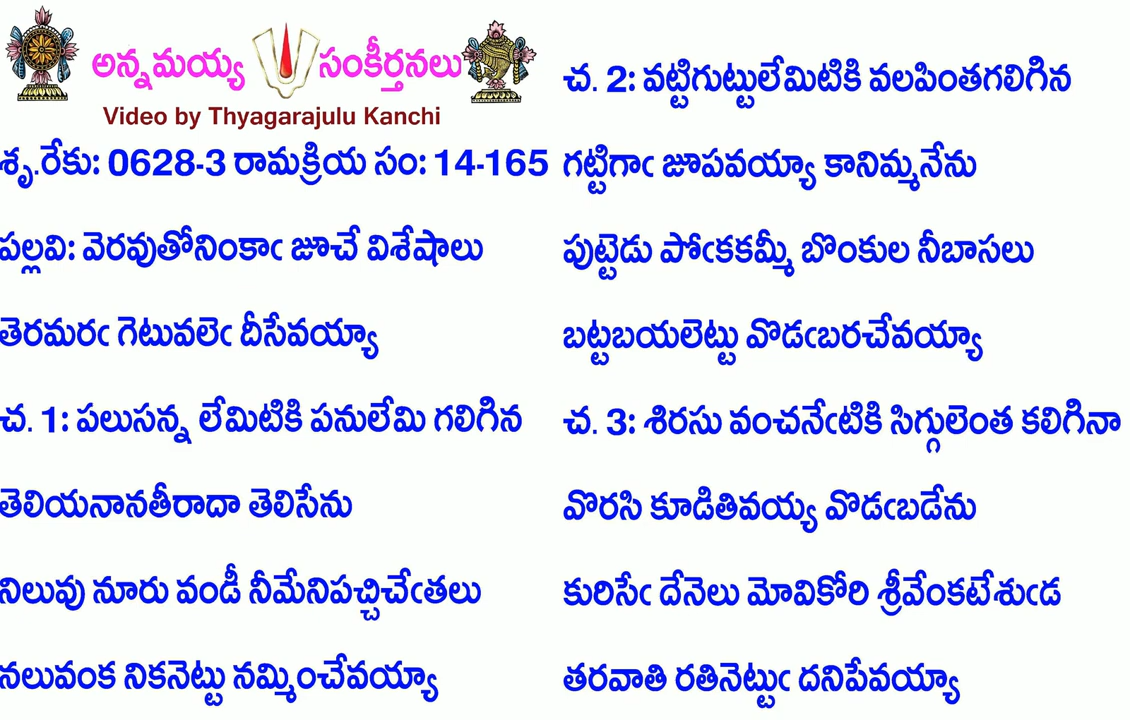 అన్నమయ్య సంకీర్తనలు
Video by Thyagarajulu Kanchi
శృ.రేకు: 0628-3 రామక్రియ సం: 14-165
పల్లవి: వెరవుతోనింకాఁ జూచే విశేషాలు
తెరమరఁ గెటువలెఁ దీసేవయ్యా
చ. 1: పలుసన్న లేమిటికి పనులేమి గలిగిన
తెలియనానతీరాదా తెలిసేను
నిలువు నూరు వండీ నీమేనిపచ్చిచేఁతలు
నలువంక నికనెట్టు నమ్మించేవయ్యా
చ. 2: వట్టిగుట్టులేమిటికి వలపింతగలిగిన
గట్టిగాఁ జూపవయ్యా కానిమ్మనేను
పుట్టెడు పోఁకకమ్మీ బొంకుల నీబాసలు
బట్టబయలెట్టు వొడఁబరచేవయ్యా
చ. 3: శిరసు వంచనేఁటికి సిగ్గులెంత కలిగినా
వొరసి కూడితివయ్య వొడఁబడేను
కురిసేఁ దేనెలు మోవికోరి శ్రీవేంకటేశుఁడ
తరవాతి రతినెట్టుఁ దనిపేవయ్యా